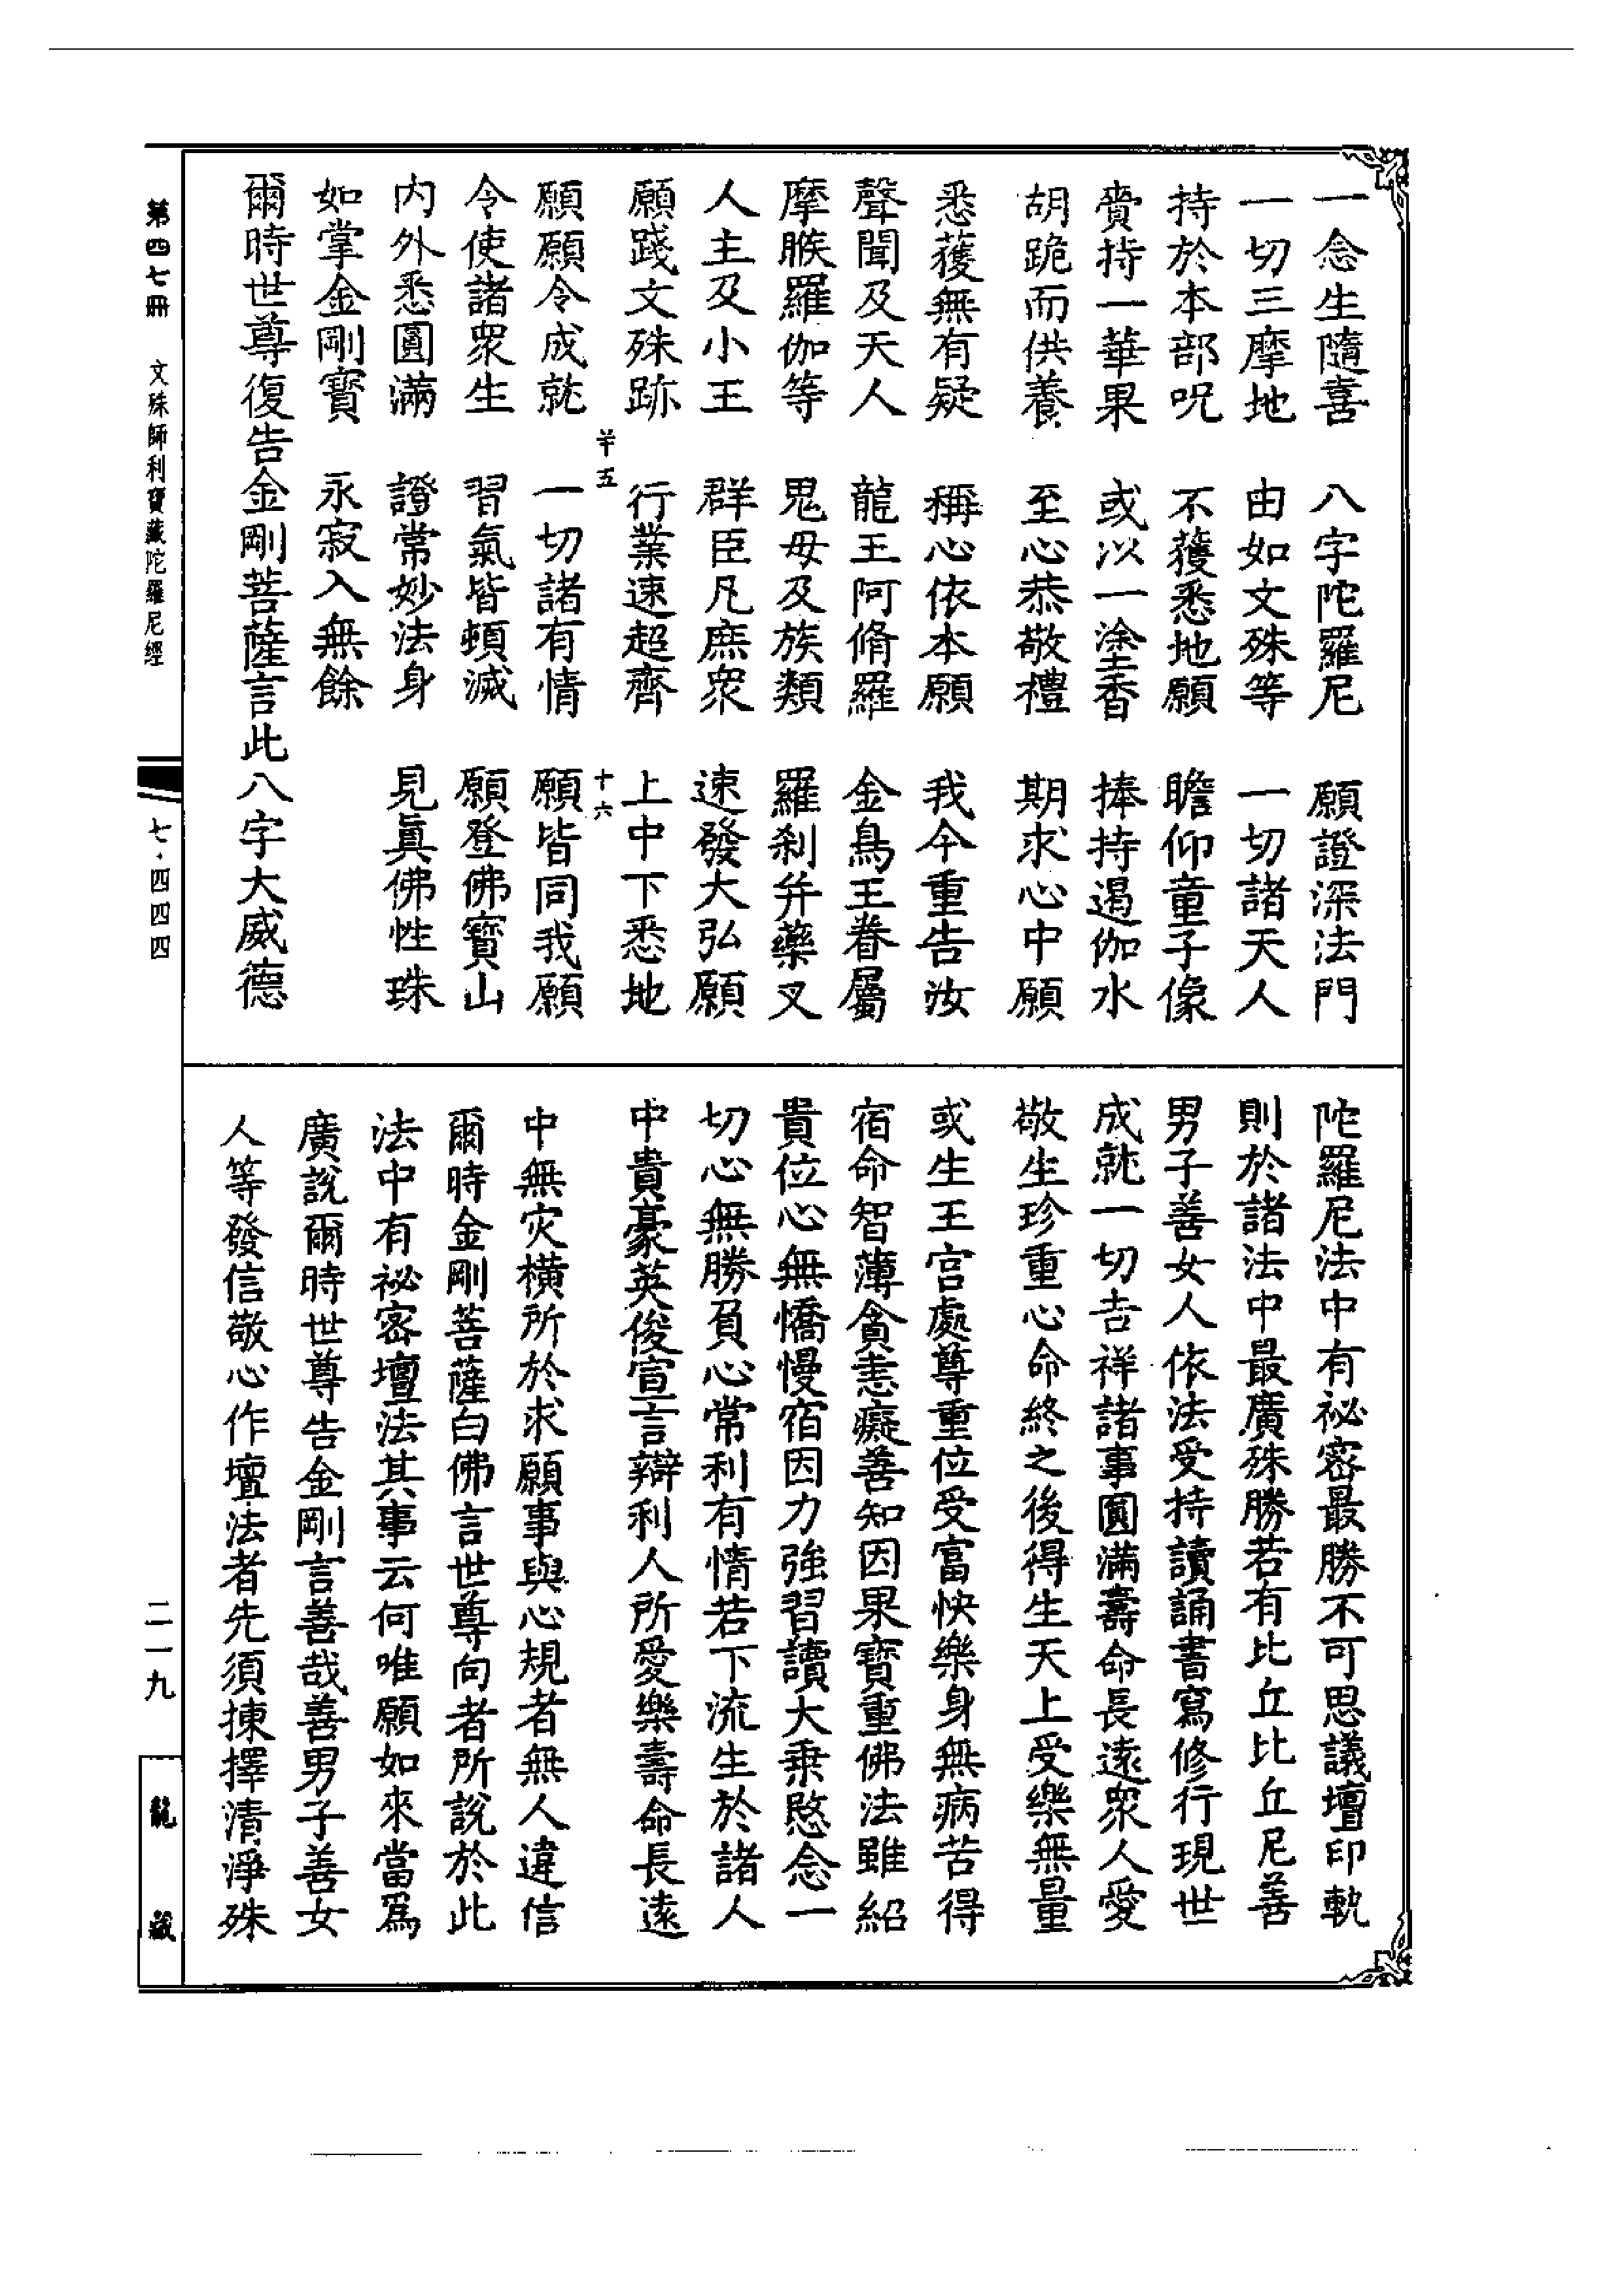 一念生隨喜　八字陀羅尼　願證深法門
一切三摩地　由如文殊等　一切諸天人
持於本部呪　不獲悉地願　瞻仰童子像
賷持一華果　或以一塗香　捧持遏伽水
胡跪而供養　至心恭敬禮　期求心中願
悉獲無有疑　稱心依本願　我今重告汝
聲聞及天人　龍王阿脩羅　金鳥王眷屬
摩睺羅伽等　鬼母及族類　羅刹并藥叉
人主及小王　群臣凡庶衆　速發大弘願
願踐文殊跡　行業速超齊　上中下悉地
羊五　十六
願願令成就　一切諸有情　願皆同我願
令使諸衆生　習氣皆頓滅　願登佛寶山
内外悉圓滿　證常妙法身　見眞佛性珠
如掌金剛寶　永寂入無餘
爾時世尊復告金剛菩薩言此八字大威德
陀羅尼法中有祕密最勝不可思議壇印軌
則於諸法中最廣殊勝若有比丘比丘尼善
男子善女人依法受持讀誦書寫修行現世
成就一切吉祥諸事圓滿壽命長遠衆人愛
敬生珍重心命終之後得生天上受樂無量
或生王宮處尊重位受富快樂身無病苦得
宿命智薄貪恚癡善知因果寶重佛法雖紹
貴位心無憍慢宿因力強習讀大乗愍念一
切心無勝負心常利有情若下流生於諸人
中貴豪英俊宣言辯利人所愛樂壽命長遠
中無灾橫所於求願事與心規者無人違信
爾時金剛菩薩白佛言世尊向者所說於此
法中有祕密壇法其事云何唯願如來當爲
廣說爾時世尊告金剛言善哉善男子善女
人等發信敬心作壇法者先須揀擇清淨殊
第四七冊　文殊師利寶藏陀羅尼經　七·四四四　二一九　龍藏